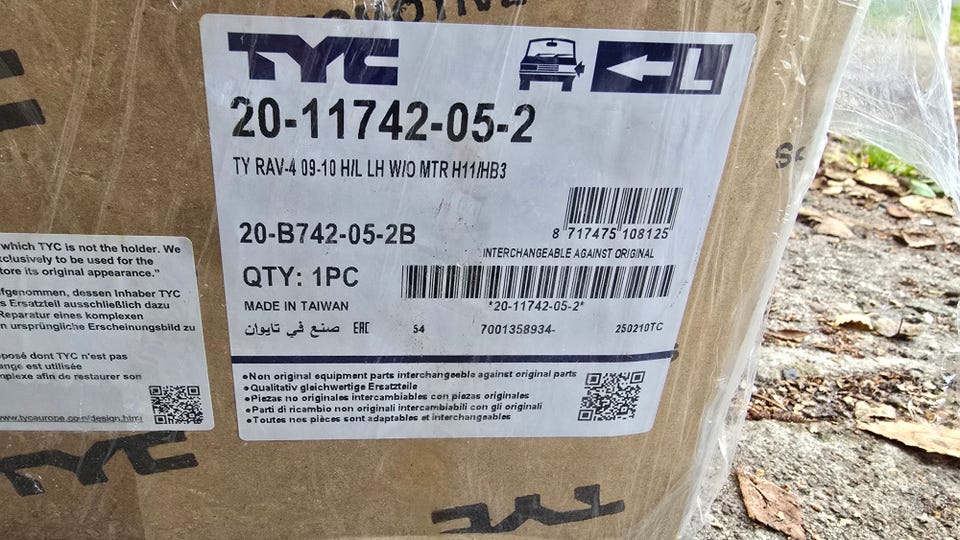 TYC
L
20-11742-05-2
TY RAV-4 09-10 H/L LH W/O MTR H11/HB3
8 717475 108125
20-B742-05-2B
INTERCHANGEABLE AGAINST ORIGINAL
QTY: 1PC
*20-11742-05-2*
MADE IN TAIWAN
صنع في تايوان EAC 54 7001358934- 250210TC
•Non original equipment parts interchangeable against original parts
•Qualitativ gleichwertige Ersatzteile
•Piezas no originales intercambiables con piezas originales
•Parti di ricambio non originali intercambiabili con gli originali
•Toutes nos pièces sont adaptables et interchangeables
which TYC is not the holder. We
exclusively to be used for the
store its original appearance."
fgenommen, dessen Inhaber TYC
s Ersatzteil ausschließlich dazu
Reparatur eines komplexen
n ursprüngliche Erscheinungsbild zu
posé dont TYC n'est pas
ange est utilisée
mplexe afin de restaurer son
www.tyceurope.com/design.html
TYC
TYC